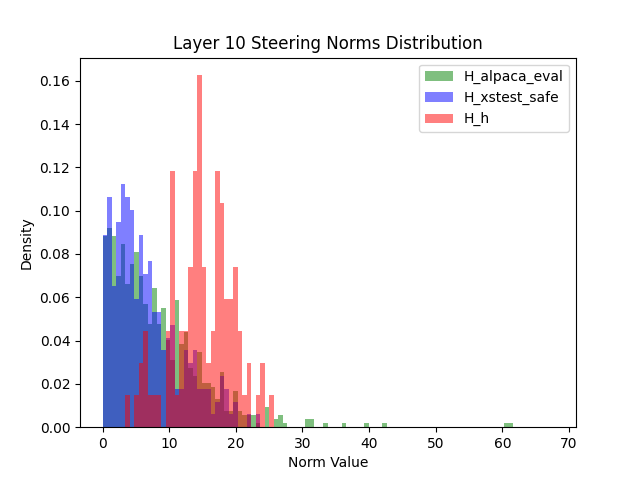 Layer 10 Steering Norms Distribution
H_alpaca_eval
H_xstest_safe
H_h
Density
0.16
0.14
0.12
0.10
0.08
0.06
0.04
0.02
0.00
0 10 20 30 40 50 60 70
Norm Value